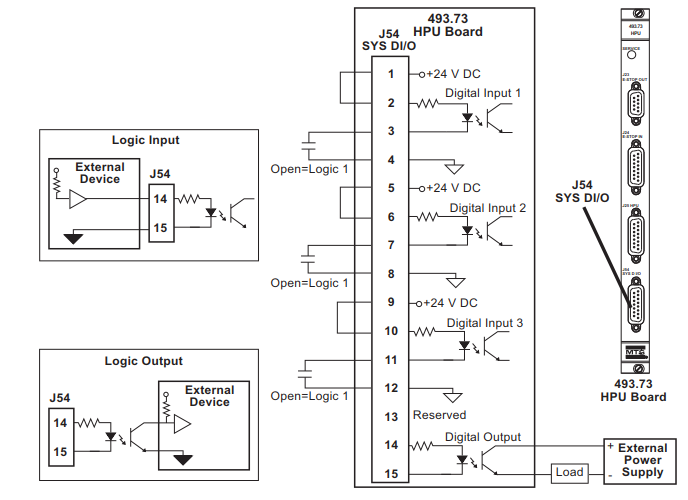 493.73
HPU Board
J54
SYS DI/O
1
+24 V DC
Digital Input 1
2
3
Open=Logic 1
4
5
+24 V DC
Digital Input 2
6
7
Open=Logic 1
8
9
+24 V DC
Digital Input 3
10
11
Open=Logic 1
12
13
Reserved
Digital Output
14
15
Load
+
-
External
Power
Supply
Logic Input
External
Device
J54
14
15
Logic Output
J54
External
Device
14
15
493.73
HPU
SERVICE
J23
E-STOP OUT
J24
E-STOP IN
J25 HPU
J54
SYS D I/O
MTS
J54
SYS DI/O
493.73
HPU Board